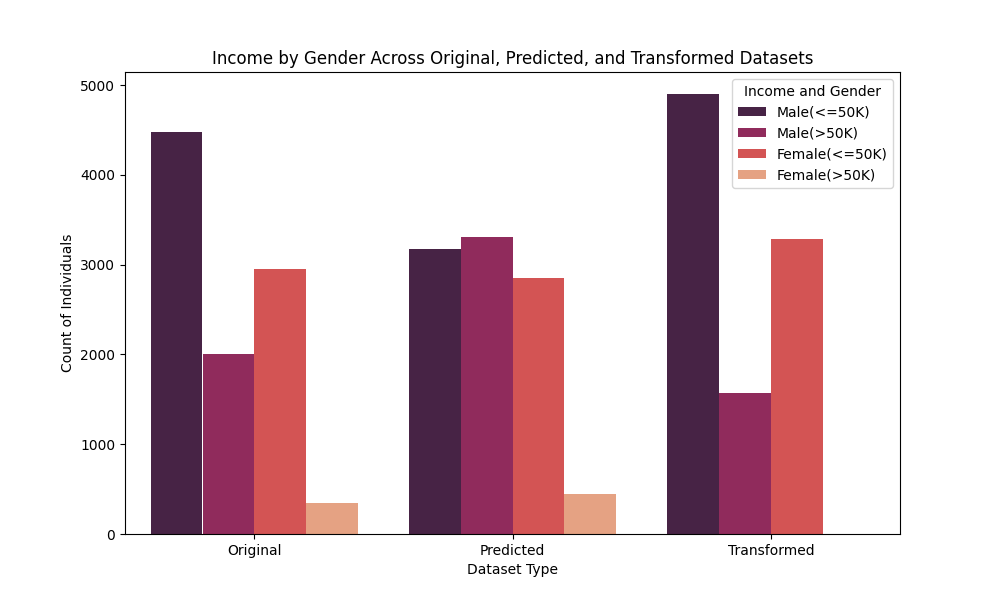 Income by Gender Across Original, Predicted, and Transformed Datasets
Income and Gender
Male(<=50K)
Male(>50K)
Female(<=50K)
Female(>50K)
Count of Individuals
5000
4000
3000
2000
1000
0
Original
Predicted
Transformed
Dataset Type